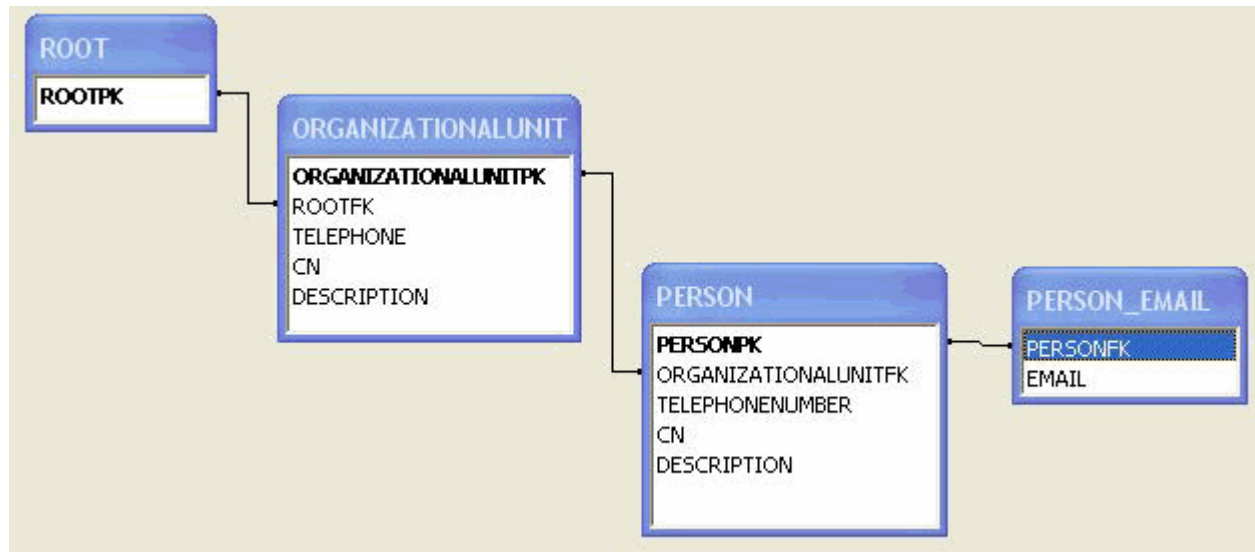 ROOT
ROOTPK
ORGANIZATIONALUNIT
ORGANIZATIONALUNITPK
ROOTFK
TELEPHONE
CN
DESCRIPTION
PERSON
PERSONPK
ORGANIZATIONALUNITFK
TELEPHONENUMBER
CN
DESCRIPTION
PERSON_EMAIL
PERSONFK
EMAIL